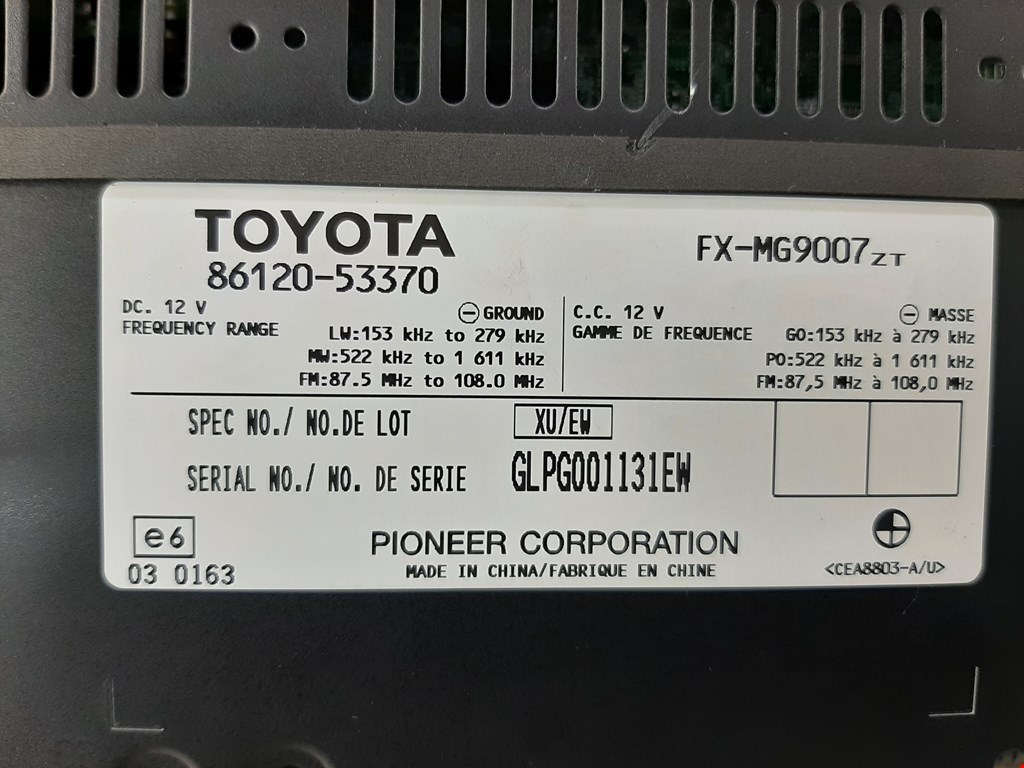 TOYOTA
86120-53370
FX-MG9007ZT
DC. 12 V
GROUND
FREQUENCY RANGE
LW:153 kHz to 279 kHz
MW:522 kHz to 1 611 kHz
FM:87.5 MHz to 108.0 MHz
C.C. 12 V
MASSE
GAMME DE FREQUENCE
GO:153 kHz à 279 kHz
PO:522 kHz à 1 611 kHz
FM:87,5 MHz à 108,0 MHz
SPEC NO./ NO.DE LOT XU/EW
SERIAL NO./ NO. DE SERIE GLPG001131EW
e6
03 0163
PIONEER CORPORATION
MADE IN CHINA/FABRIQUE EN CHINE
<CEA8803-A/U>